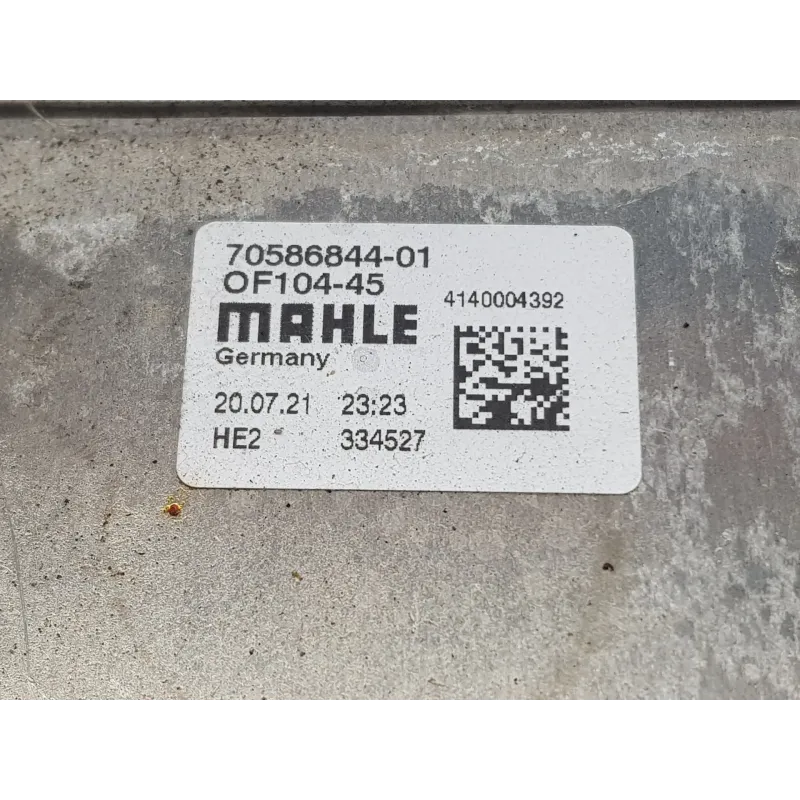 70586844-01
OF104-45
4140004392
MAHLE
Germany
20.07.21 23:23
HE2 334527